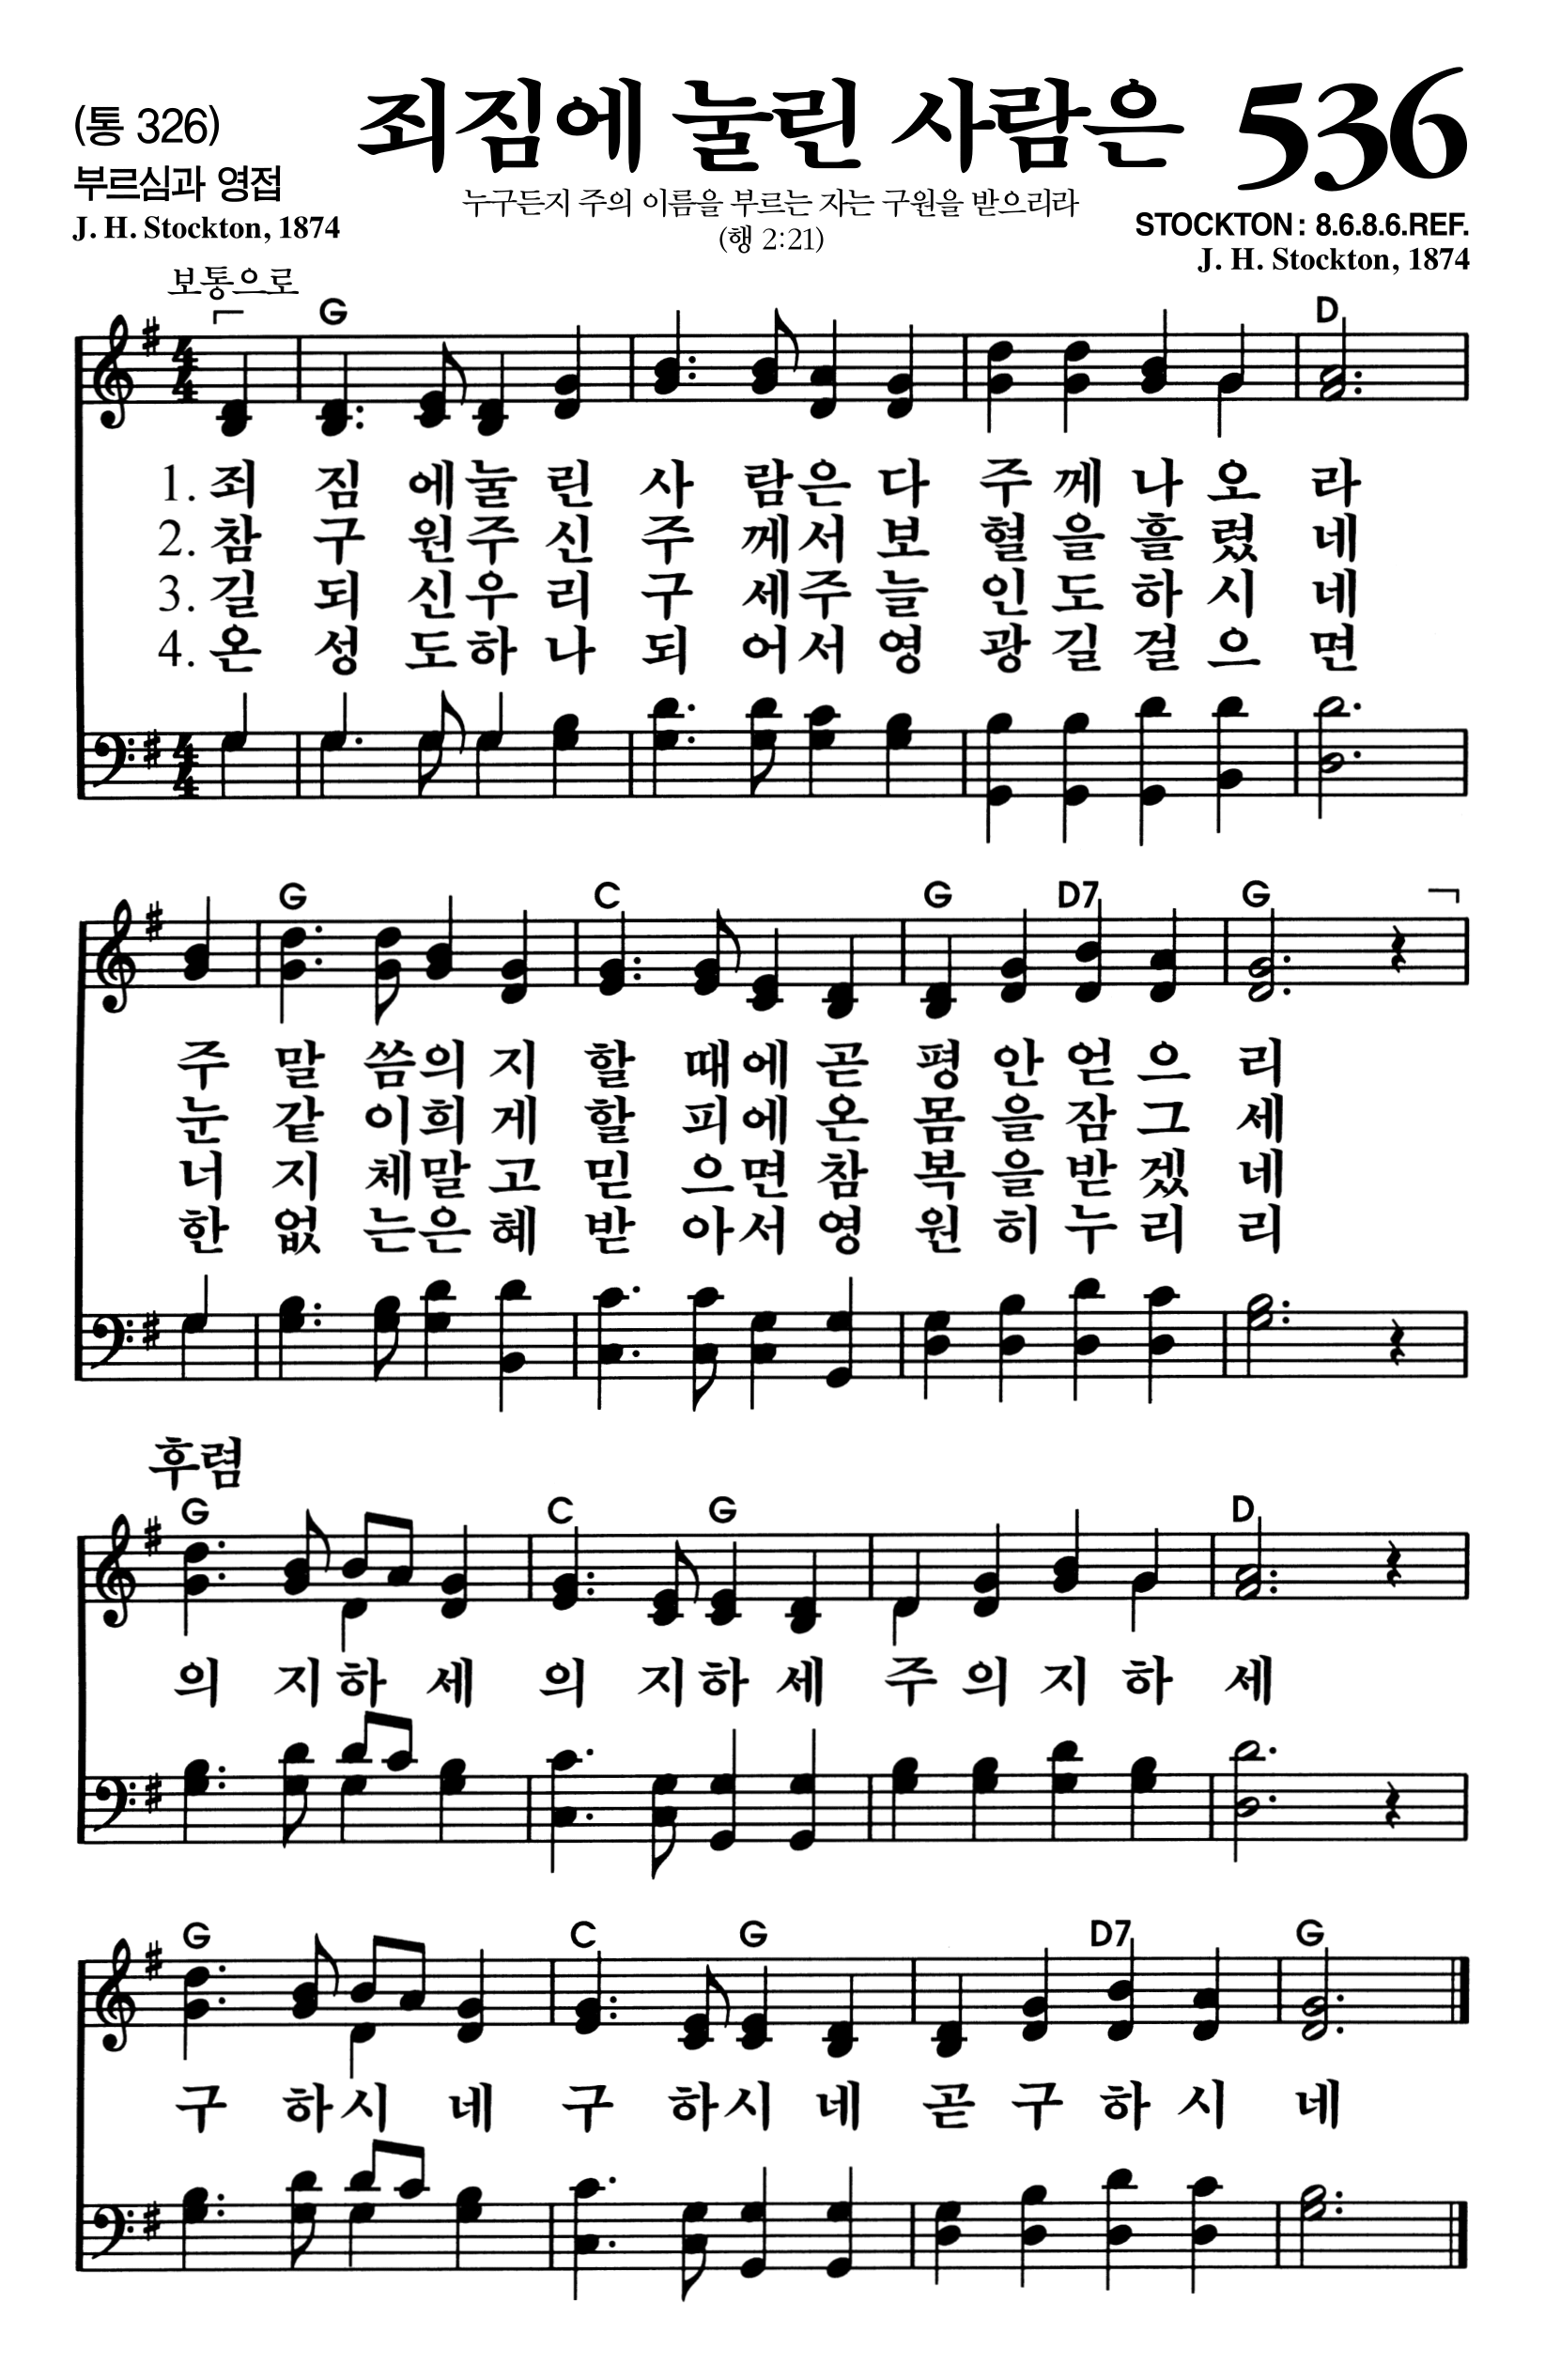 (통 326)
죄짐에 눌린 사람은 536
부르심과 영접
누구든지 주의 이름을 부르는 자는 구원을 받으리라
J. H. Stockton, 1874
(행 2:21)
STOCKTON : 8.6.8.6.REF.
J. H. Stockton, 1874
보통으로
G D
4 4
1. 죄 짐 에눌 린 사 람은 다 주 께 나 오 라
2. 참 구 원주 신 주 께서 보 혈 을 흘 렸 네
3. 길 되 신우 리 구 세주 늘 인 도 하 시 네
4. 온 성 도하 나 되 어서 영 광 길 걸 으 면
4 4
G C G D7 G
주 말 씀의 지 할 때에 곧 평 안 얻 으 리
눈 같 이희 게 할 피에 온 몸 을 잠 그 세
너 지 체말 고 믿 으면 참 복 을 받 겠 네
한 없 는은 혜 받 아서 영 원 히 누 리 리
후렴
G C G D
의 지하 세 의 지하 세 주 의 지 하 세
G C G D7 G
구 하시 네 구 하시 네 곧 구 하 시 네